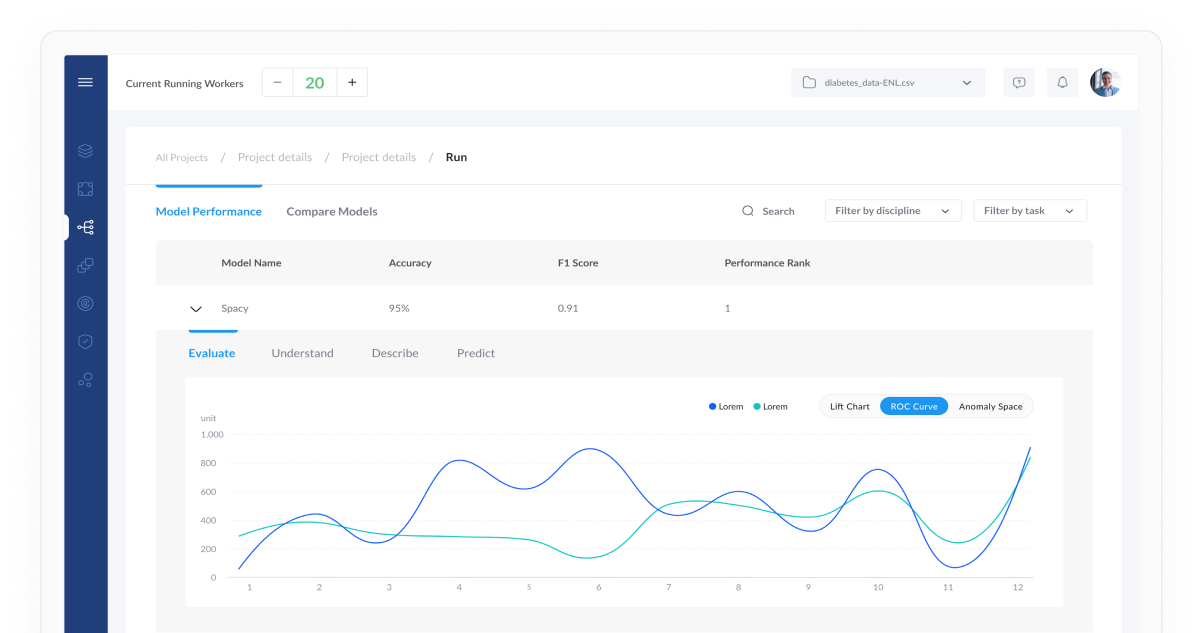 Current Running Workers − 20 + diabetes_data-ENL.csv
All Projects / Project details / Project details / Run
Model Performance Compare Models Search Filter by discipline Filter by task
Model Name Accuracy F1 Score Performance Rank
Spacy 95% 0.91 1
Evaluate Understand Describe Predict
Lorem Lorem Lift Chart ROC Curve Anomaly Space
unit
1,000
800
600
400
200
0
1 2 3 4 5 6 7 8 9 10 11 12